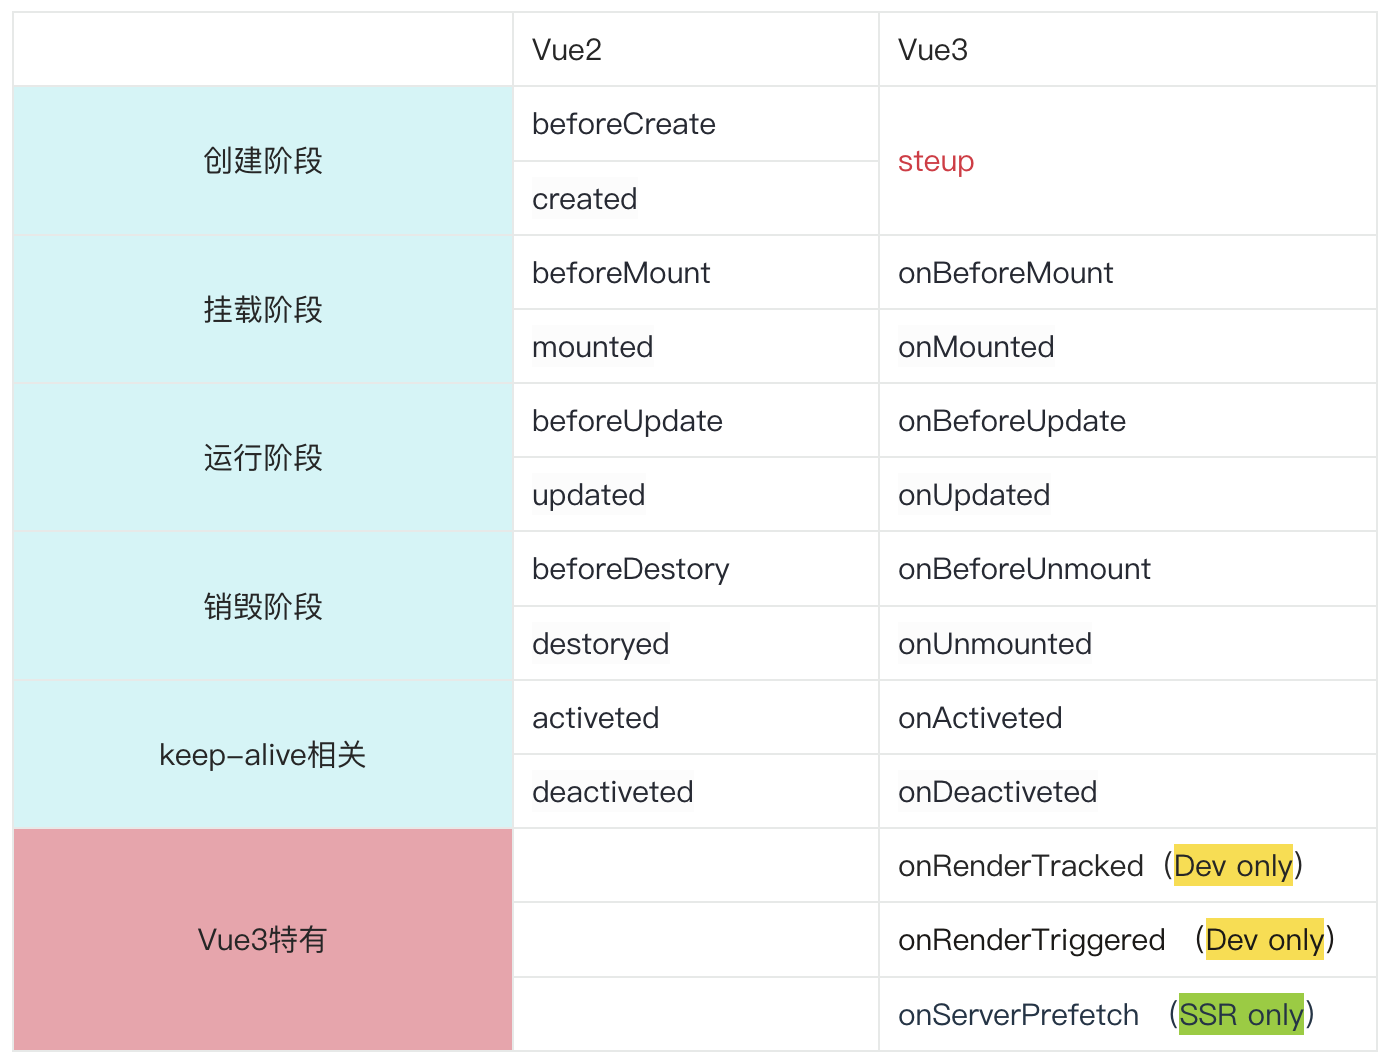 Vue2
Vue3
创建阶段
beforeCreate
steup
created
挂载阶段
beforeMount
onBeforeMount
mounted
onMounted
运行阶段
beforeUpdate
onBeforeUpdate
updated
onUpdated
销毁阶段
beforeDestory
onBeforeUnmount
destoryed
onUnmounted
keep-alive相关
activeted
onActiveted
deactiveted
onDeactiveted
Vue3特有
onRenderTracked（Dev only）
onRenderTriggered （Dev only）
onServerPrefetch （SSR only）